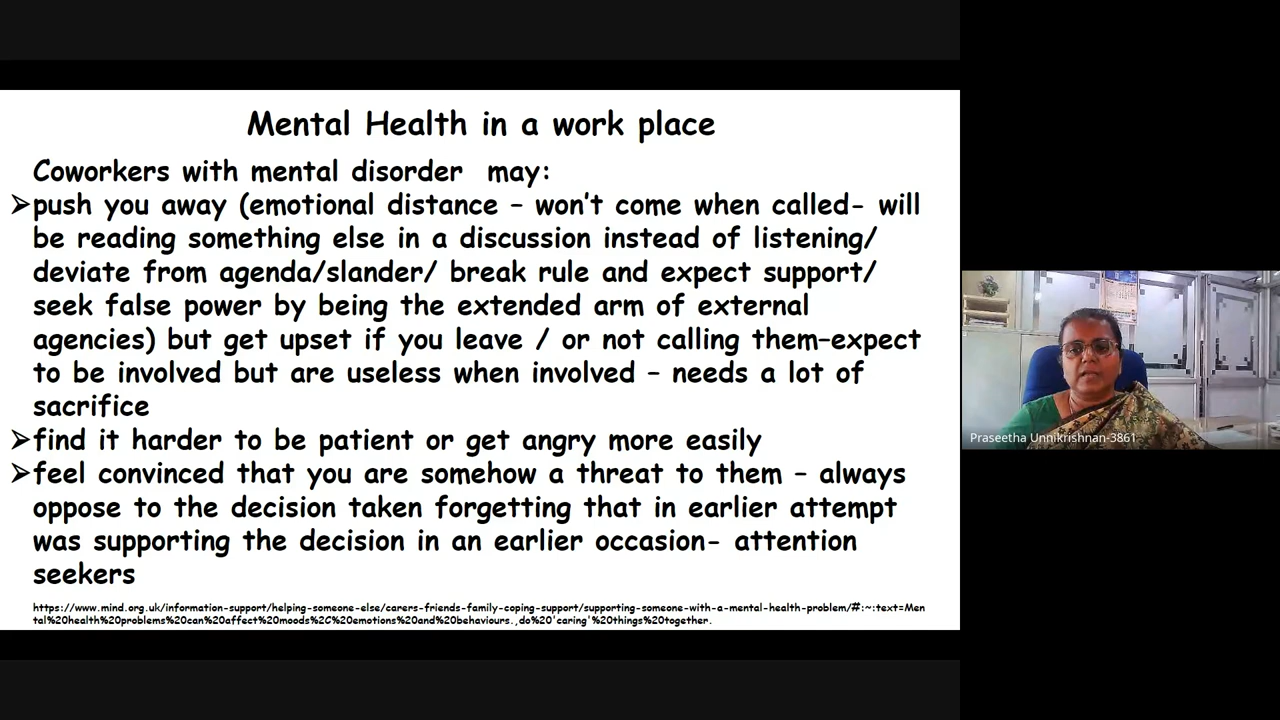 Mental Health in a work place
Coworkers with mental disorder may:
➢push you away (emotional distance – won't come when called- will
be reading something else in a discussion instead of listening/
deviate from agenda/slander/ break rule and expect support/
seek false power by being the extended arm of external
agencies) but get upset if you leave / or not calling them–expect
to be involved but are useless when involved – needs a lot of
sacrifice
➢find it harder to be patient or get angry more easily
➢feel convinced that you are somehow a threat to them – always
oppose to the decision taken forgetting that in earlier attempt
was supporting the decision in an earlier occasion- attention
seekers
https://www.mind.org.uk/information-support/helping-someone-else/carers-friends-family-coping-support/supporting-someone-with-a-mental-health-problem/#:~:text=Men
tal%20health%20problems%20can%20affect%20moods%2C%20emotions%20and%20behaviours.,do%20'caring'%20things%20together.
Praseetha Unnikrishnan-3861